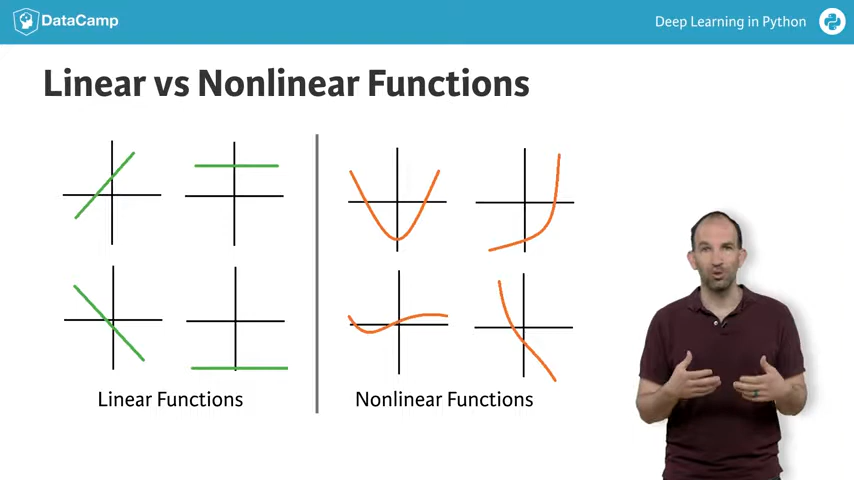 DataCamp
Deep Learning in Python
Linear vs Nonlinear Functions
Linear Functions
Nonlinear Functions